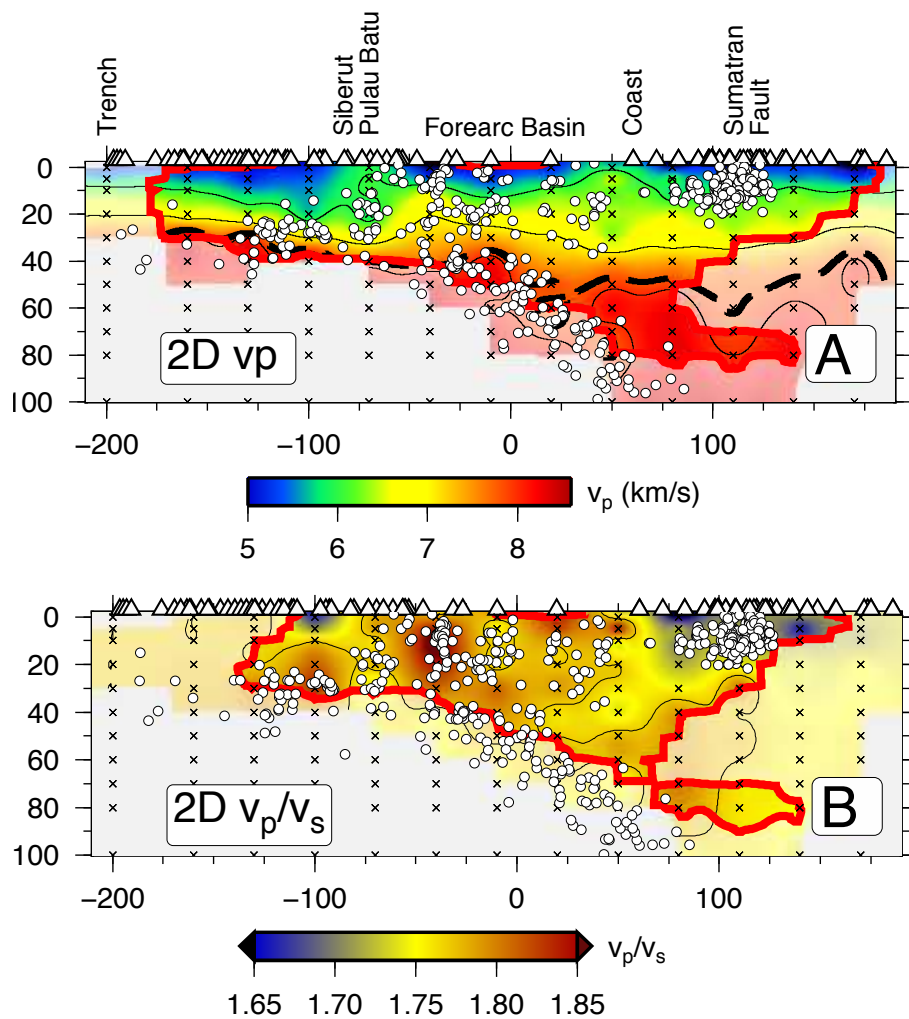 Trench
Siberut
Pulau Batu
Forearc Basin
Coast
Sumatran
Fault
0
20
40
60
80
100
2D vp
A
−200
−100
0
100
vp (km/s)
5
6
7
8
0
20
40
60
80
100
2D vp/vs
B
−200
−100
0
100
vp/vs
1.65
1.70
1.75
1.80
1.85